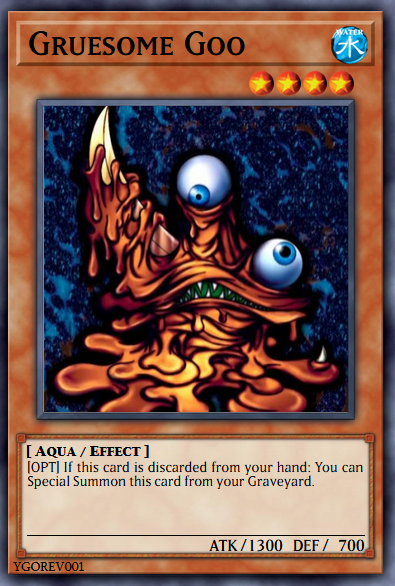 Gruesome Goo
WATER
水
[ Aqua / Effect ]
[OPT] If this card is discarded from your hand: You can
Special Summon this card from your Graveyard.
ATK/1300 DEF/ 700
YGOREV001